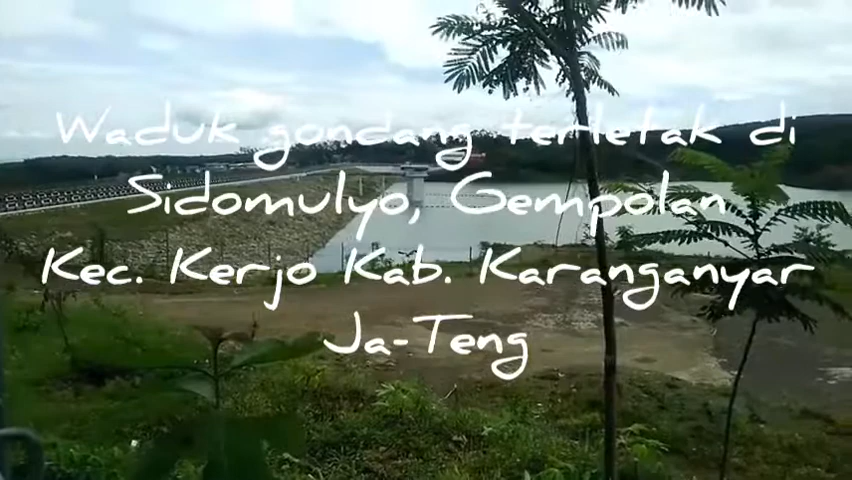 Waduk gondang terletak di
Sidomulyo, Gempolan
Kec. Kerjo Kab. Karanganyar
Ja-Teng